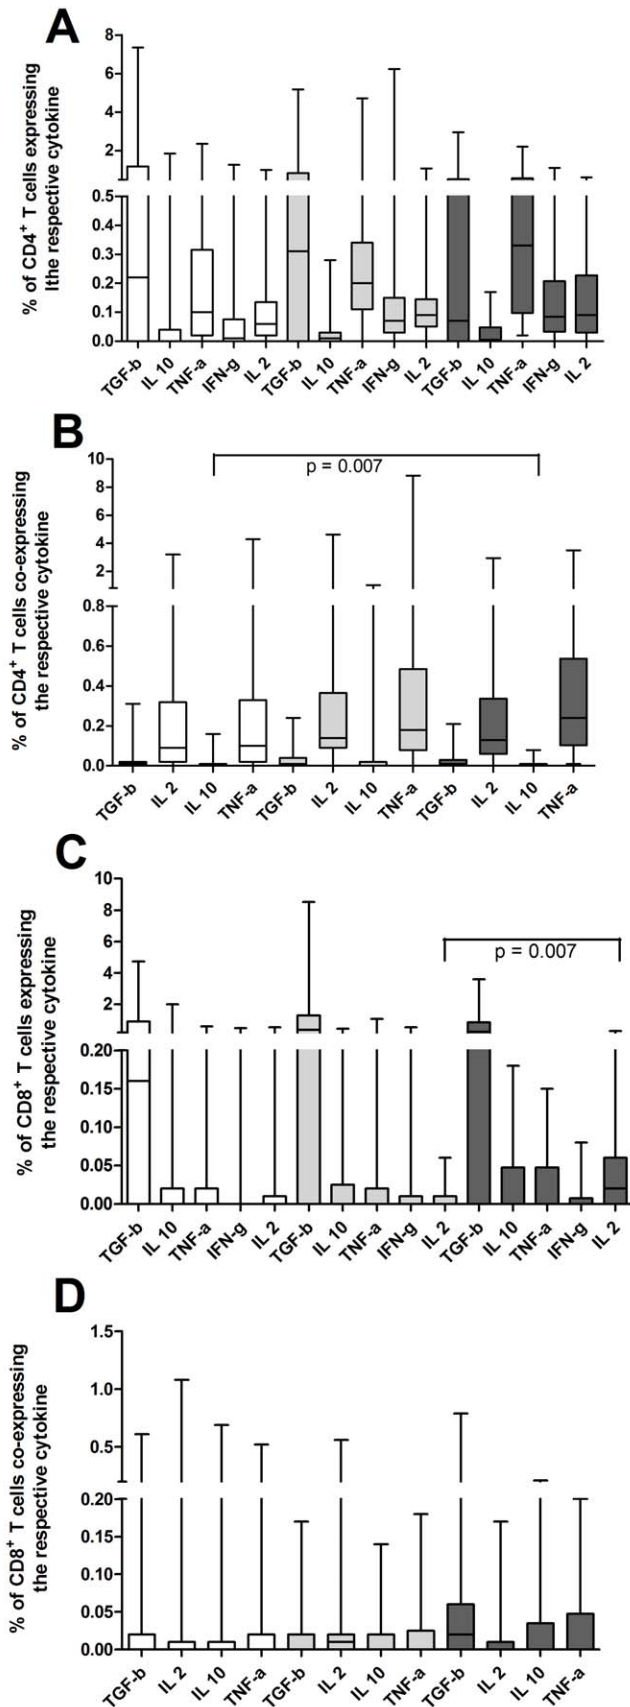 A
% of CD4+ T cells expressing
lthe respective cytokine
8
6
4
2
0.5
0.4
0.3
0.2
0.1
0.0
TGF-b IL 10 TNF-a IFN-g IL 2 TGF-b IL 10 TNF-a IFN-g IL 2 TGF-b IL 10 TNF-a IFN-g IL 2
B
% of CD4+ T cells co-expressing
the respective cytokine
p = 0.007
10
8
6
4
2
0.8
0.6
0.4
0.2
0.0
TGF-b IL 2 IL 10 TNF-a TGF-b IL 2 IL 10 TNF-a TGF-b IL 2 IL 10 TNF-a
C
% of CD8+ T cells expressing
the respective cytokine
p = 0.007
10
8
6
4
2
0.20
0.15
0.10
0.05
0.00
TGF-b IL 10 TNF-a IFN-g IL 2 TGF-b IL 10 TNF-a IFN-g IL 2 TGF-b IL 10 TNF-a IFN-g IL 2
D
% of CD8+ T cells co-expressing
the respective cytokine
1.5
1.0
0.5
0.20
0.15
0.10
0.05
0.00
TGF-b IL 2 IL 10 TNF-a TGF-b IL 2 IL 10 TNF-a TGF-b IL 2 IL 10 TNF-a